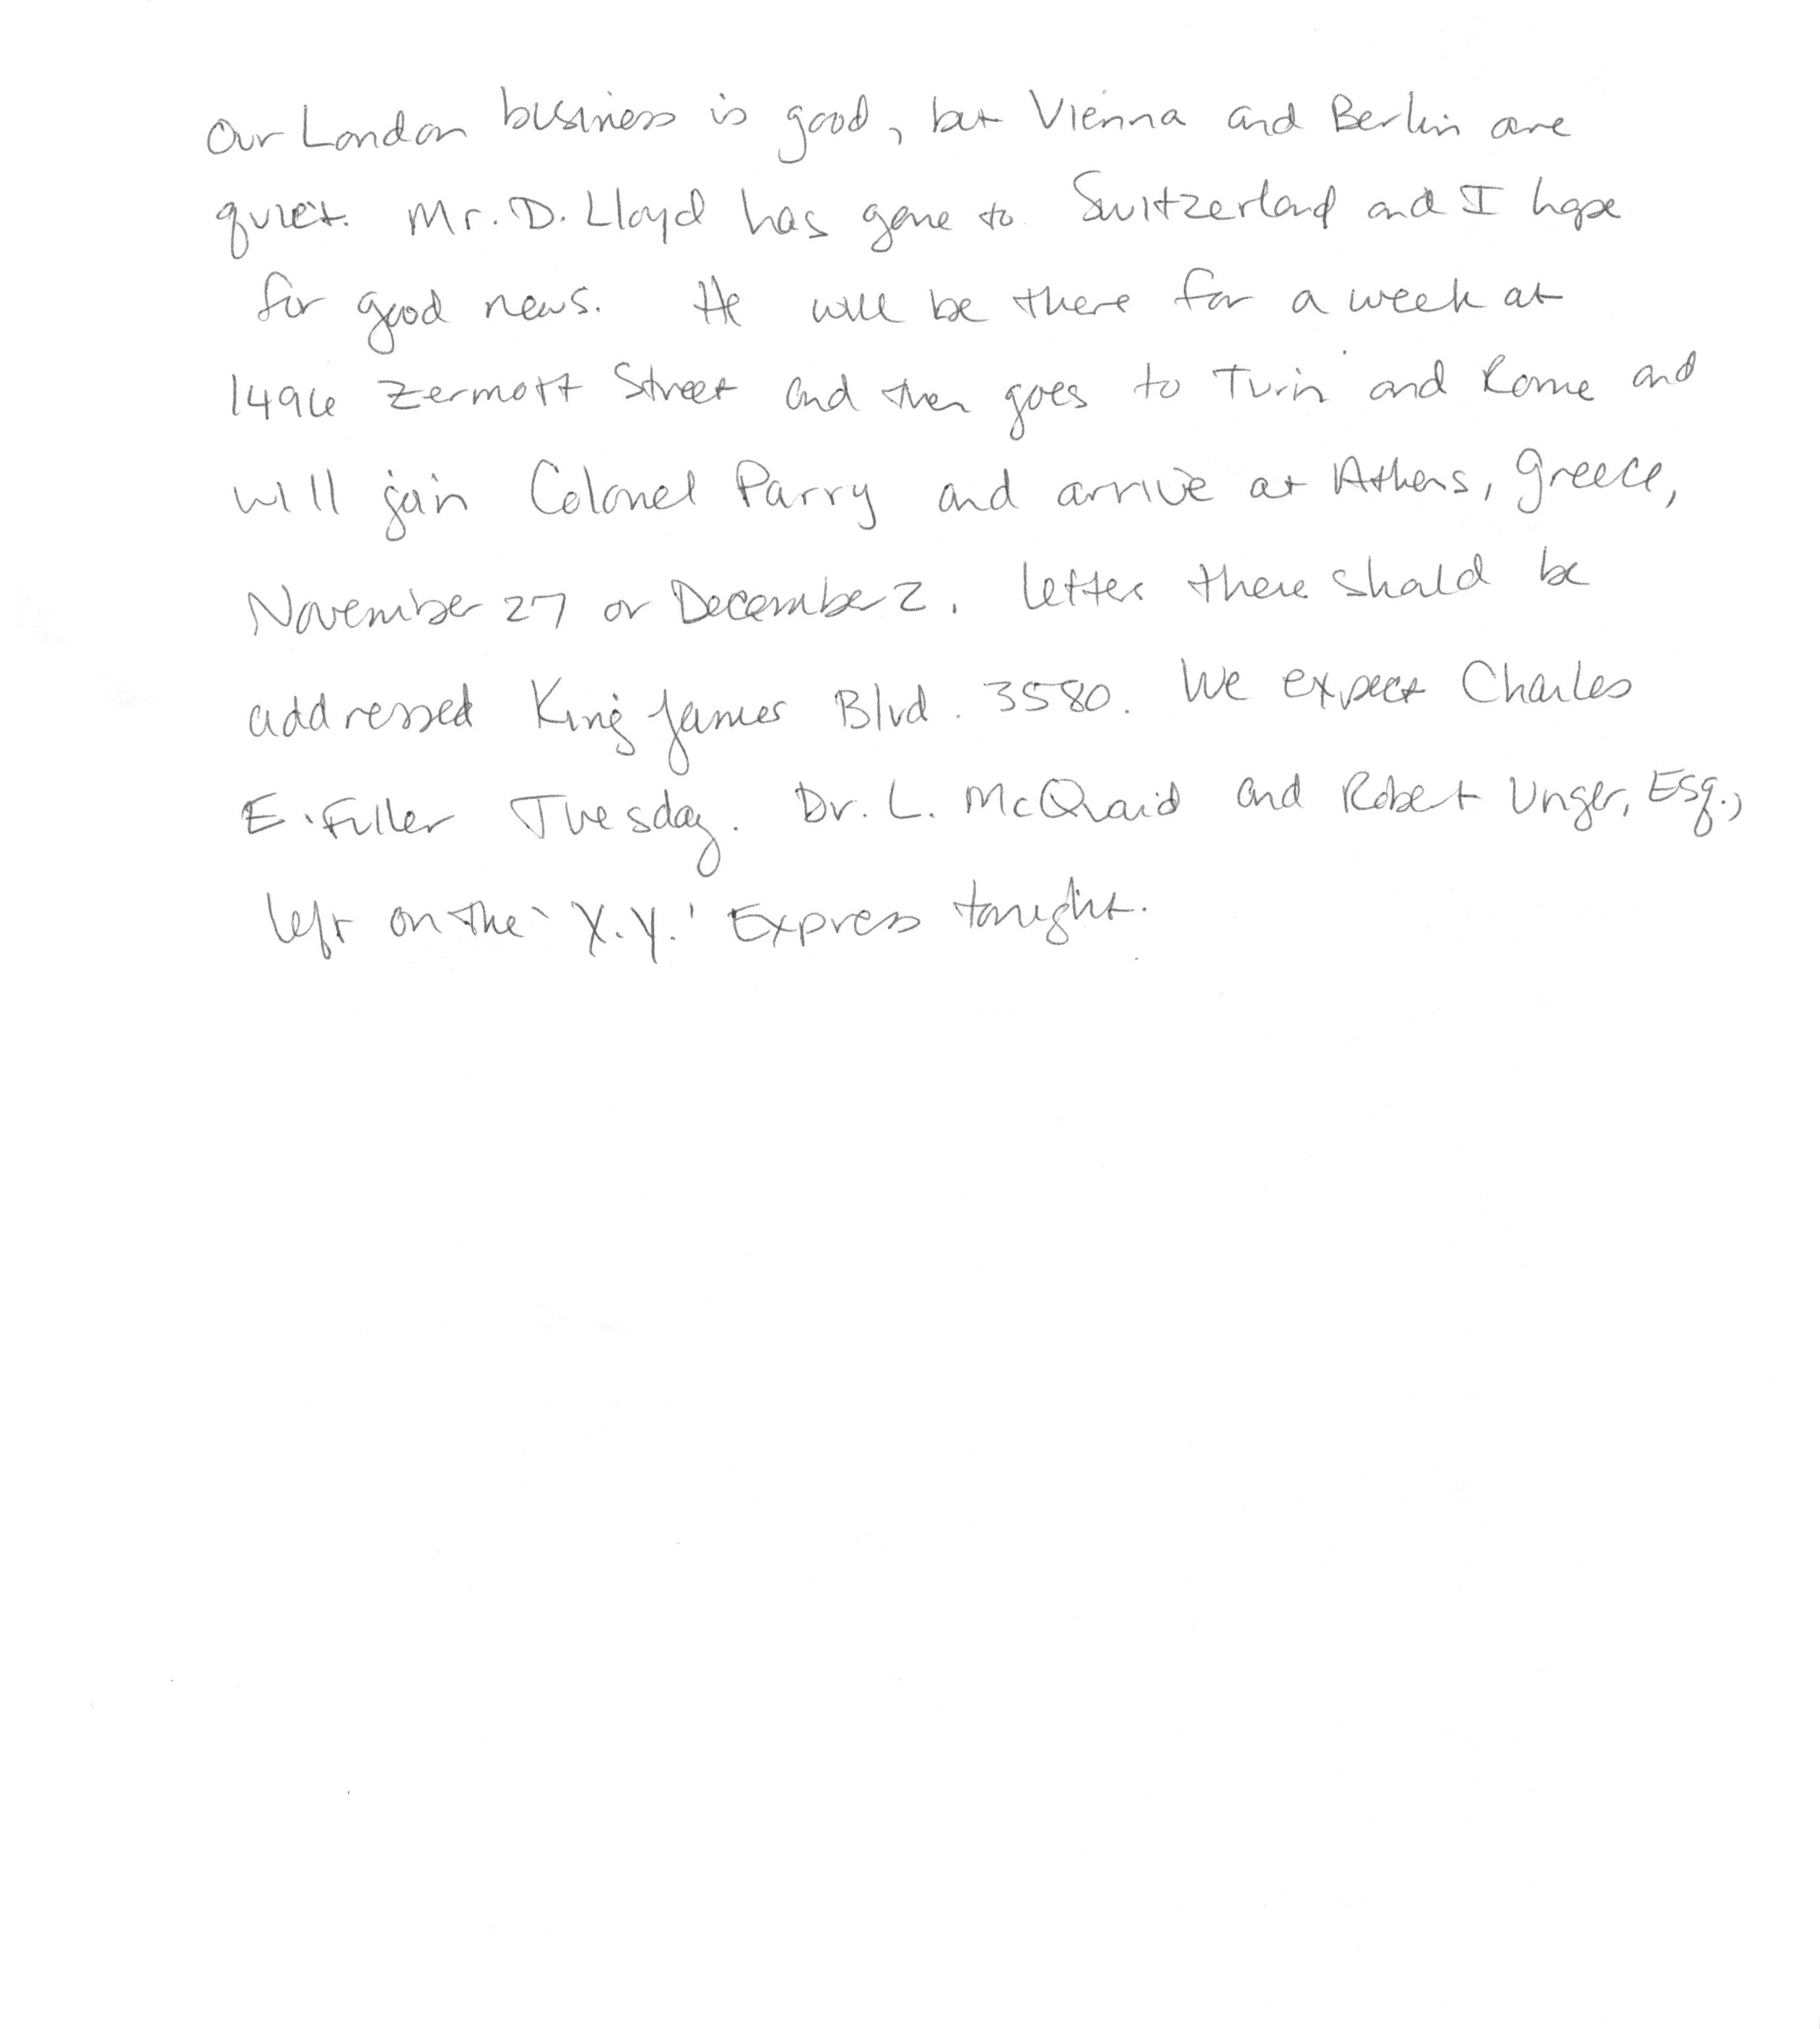 Our London business is good, but Vienna and Berlin are
quiet. Mr. D. Lloyd has gone to Switzerland and I hope
for good news. He will be there for a week at
1496 Zermott Street and then goes to Turin and Rome and
will join Colonel Parry and arrive at Athens, Greece,
November 27 or December 2. Letters there should be
addressed King James Blvd. 3580. We expect Charles
E. Fuller Tuesday. Dr. L. McQuaid and Robert Unger, Esq.,
left on the 'X.Y.' Express tonight.